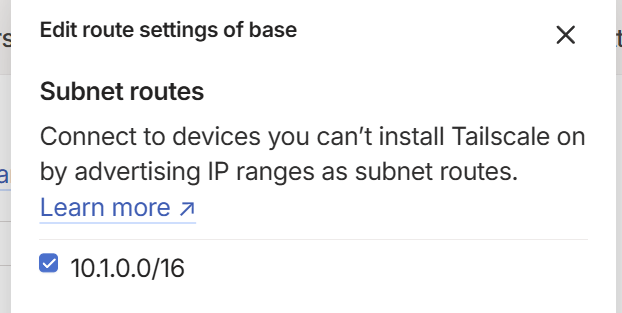 Edit route settings of base
Subnet routes
Connect to devices you can’t install Tailscale on
by advertising IP ranges as subnet routes.
Learn more ↗
10.1.0.0/16